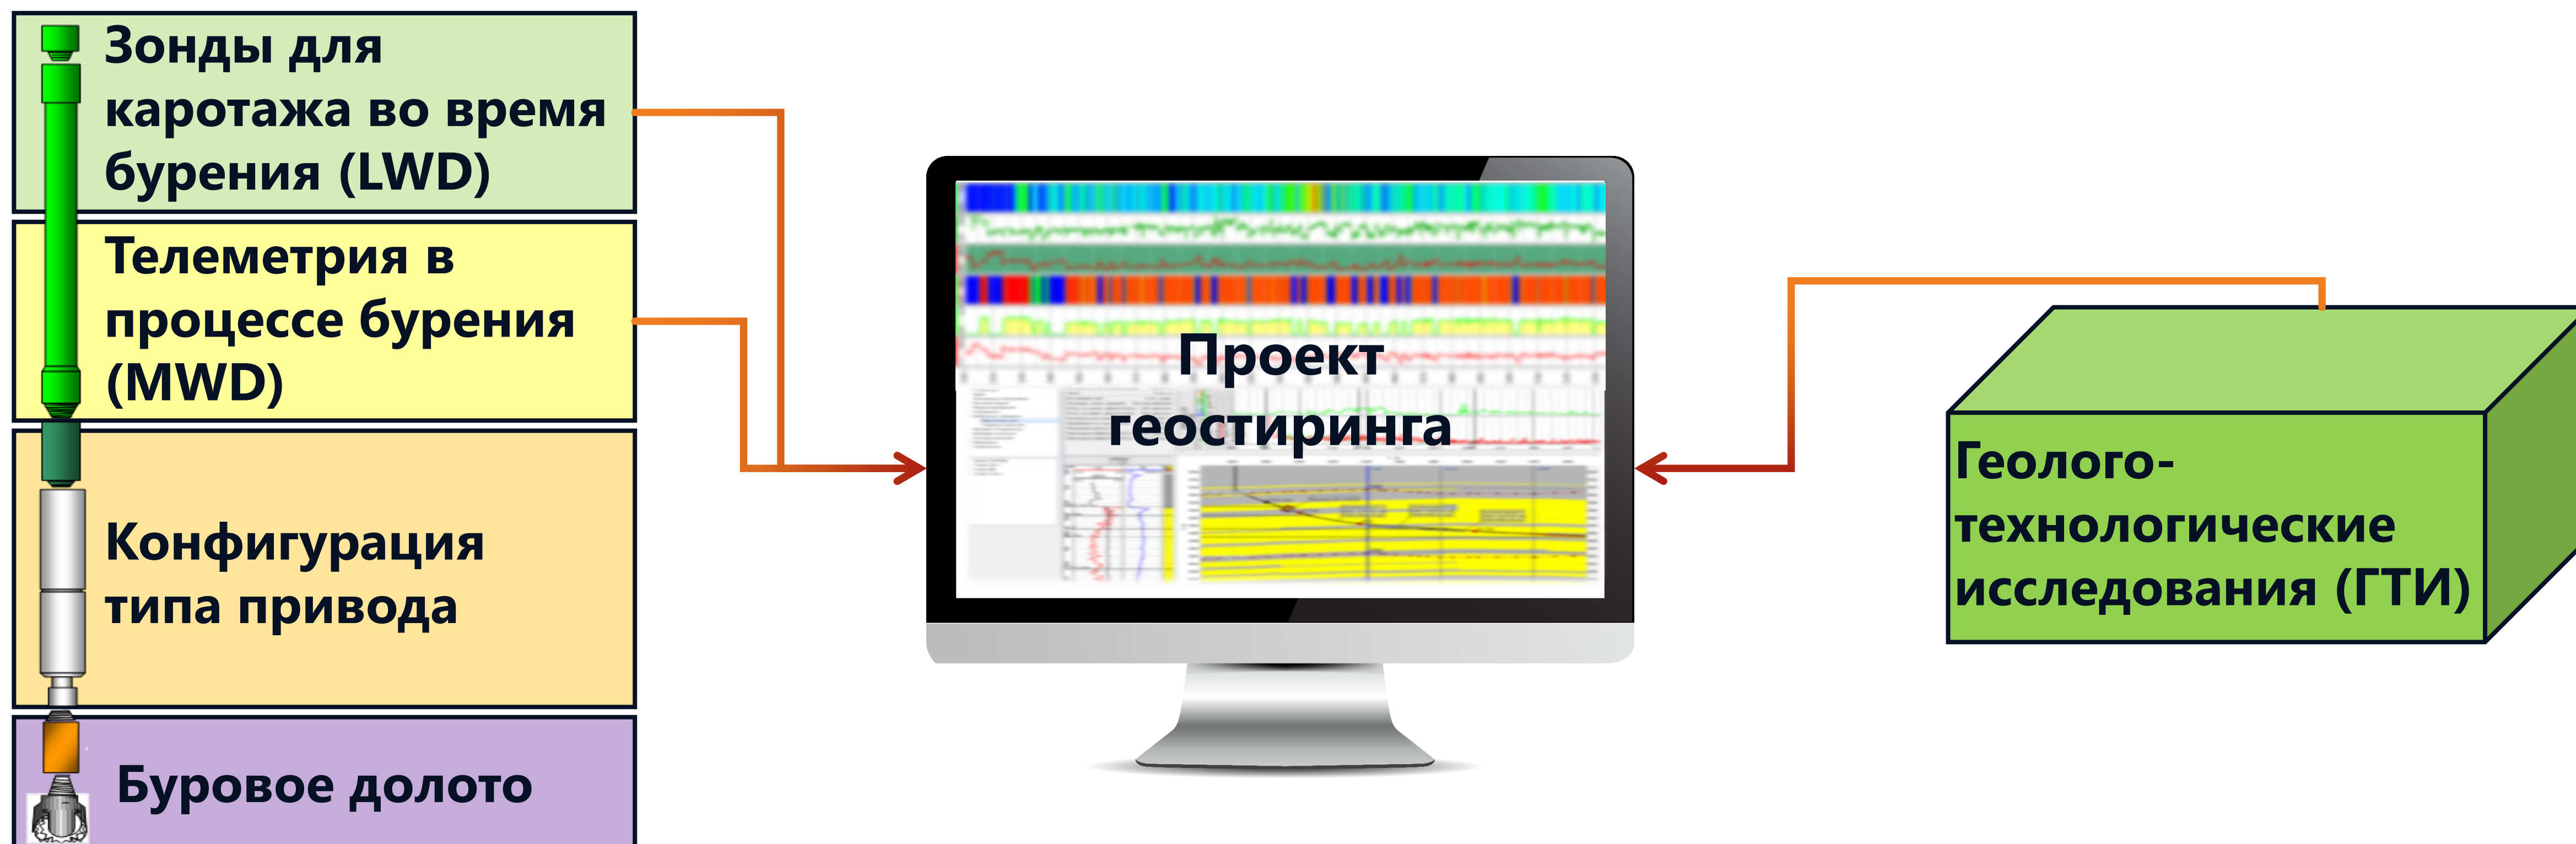 Зонды для
каротажа во время
бурения (LWD)
Телеметрия в
процессе бурения
(MWD)
Конфигурация
типа привода
Буровое долото
Проект
геостиринга
Геолого-
технологические
исследования (ГТИ)